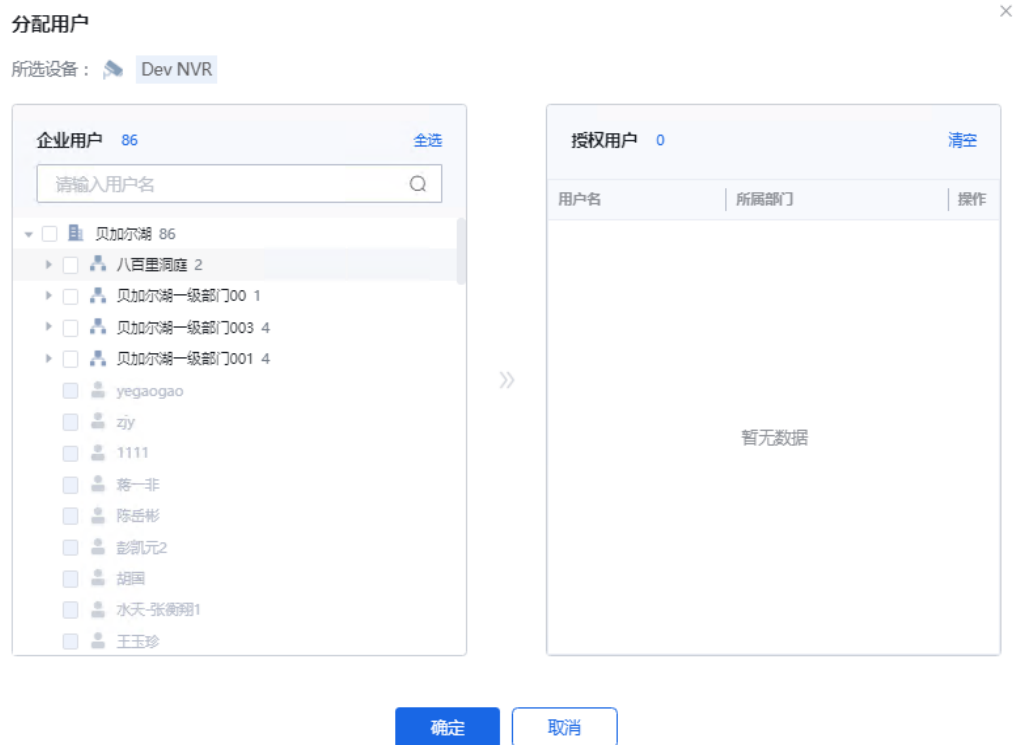 分配用户
所选设备： Dev NVR
企业用户 86 全选
请输入用户名
贝加尔湖 86
八百里洞庭 2
贝加尔湖一级部门00 1
贝加尔湖一级部门003 4
贝加尔湖一级部门001 4
yegaogao
zjy
1111
蒋一非
陈岳彬
彭凯元2
胡国
水天-张衡翔1
王玉珍
授权用户 0 清空
用户名 所属部门 操作
暂无数据
确定 取消